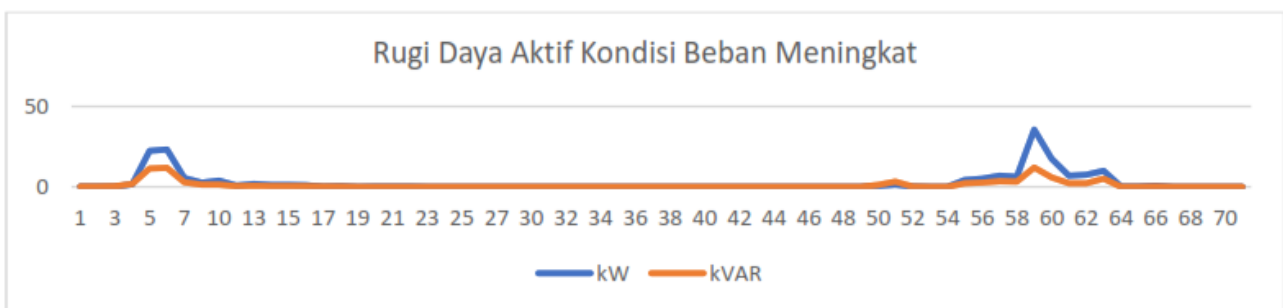 Rugi Daya Aktif Kondisi Beban Meningkat
50
0
1 3 5 7 10 13 15 17 21 23 27 30 32 34 36 38 40 42 44 46 48 50 52 54 56 58 60 62 64 66 68 70
kW kVAR